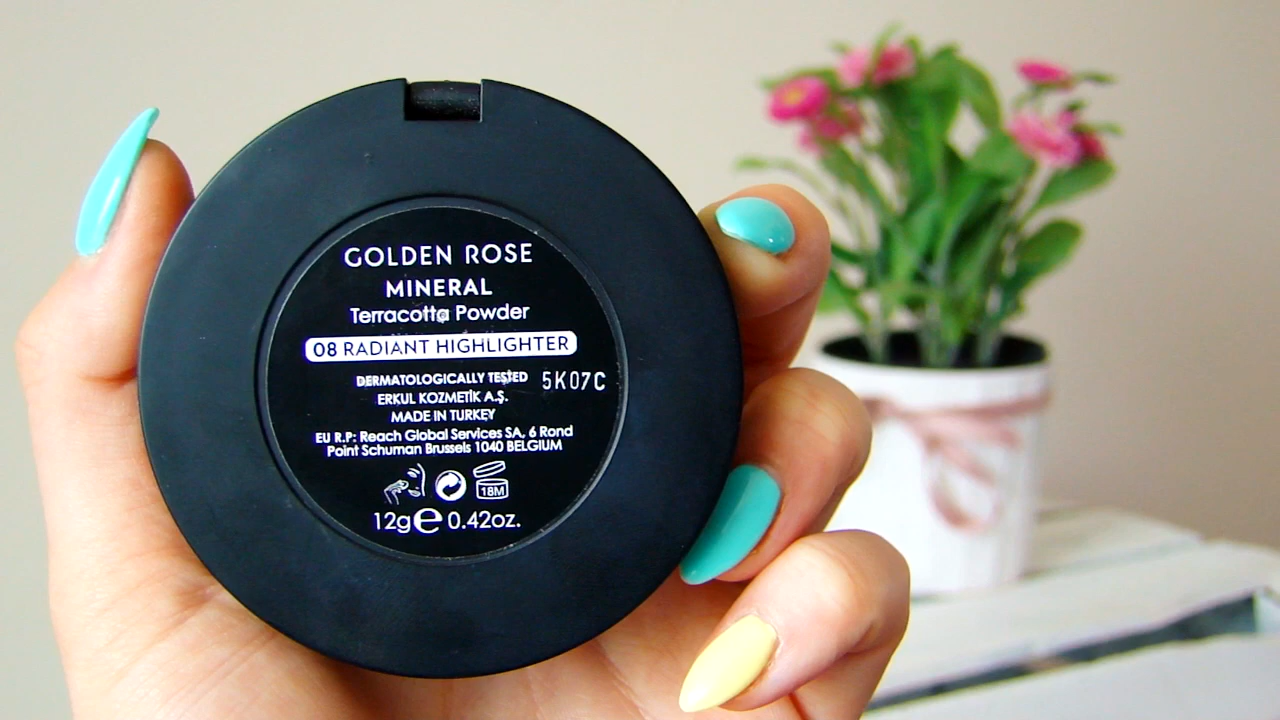 GOLDEN ROSE
MINERAL
Terracotta Powder
08 RADIANT HIGHLIGHTER
DERMATOLOGICALLY TESTED 5K07C
ERKUL KOZMETİK A.Ş.
MADE IN TURKEY
EU R.P: Reach Global Services SA, 6 Rond
Point Schuman Brussels 1040 BELGIUM
18M
12g e 0.42oz.